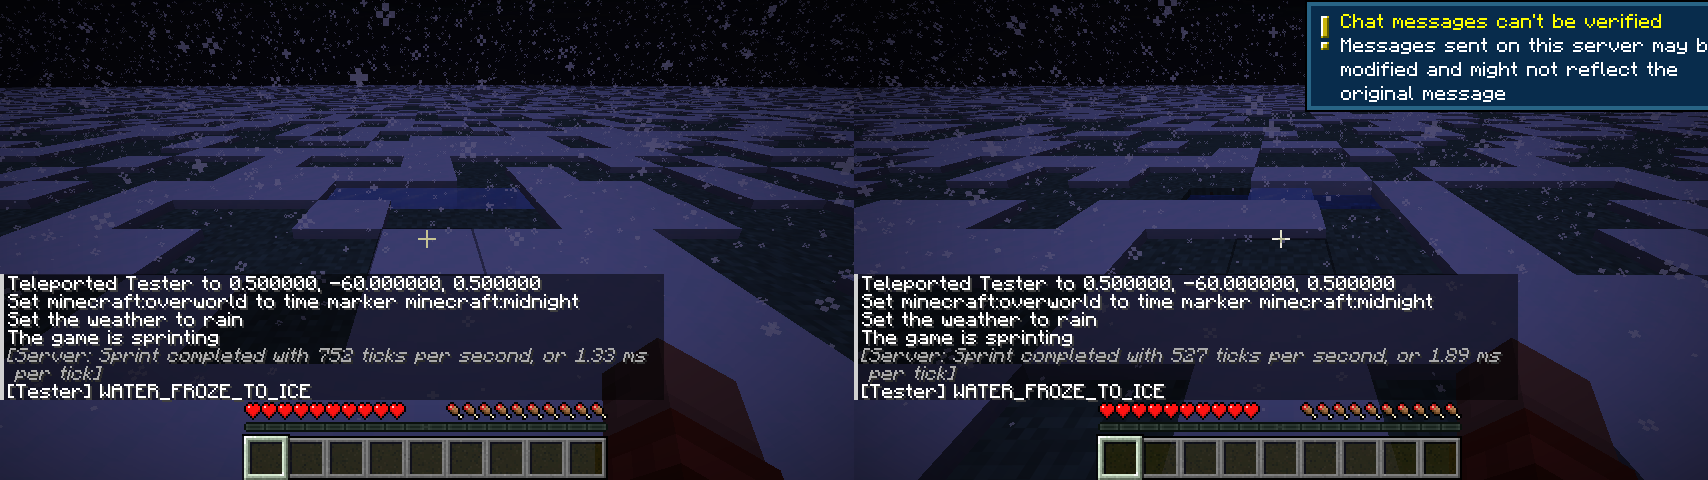 Teleported Tester to 0.500000, -60.000000, 0.500000
Set minecraft:overworld to time marker minecraft:midnight
Set the weather to rain
The game is sprinting
[Server: Sprint completed with 752 ticks per second, or 1.33 ms
per tick]
[Tester] WATER_FROZE_TO_ICE
Chat messages can't be verified
Messages sent on this server may b
modified and might not reflect the
original message
Teleported Tester to 0.500000, -60.000000, 0.500000
Set minecraft:overworld to time marker minecraft:midnight
Set the weather to rain
The game is sprinting
[Server: Sprint completed with 527 ticks per second, or 1.89 ms
per tick]
[Tester] WATER_FROZE_TO_ICE